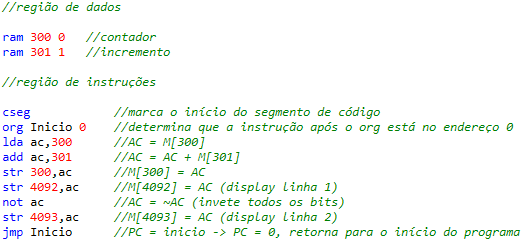 //região de dados
ram 300 0 //contador
ram 301 1 //incremento
//região de instruções
cseg //marca o início do segmento de código
org Inicio 0 //determina que a instrução após o org está no endereço 0
lda ac,300 //AC = M[300]
add ac,301 //AC = AC + M[301]
str 300,ac //M[300] = AC
str 4092,ac //M[4092] = AC (display linha 1)
not ac //AC = ~AC (invete todos os bits)
str 4093,ac //M[4093] = AC (display linha 2)
jmp Inicio //PC = inicio -> PC = 0, retorna para o início do programa